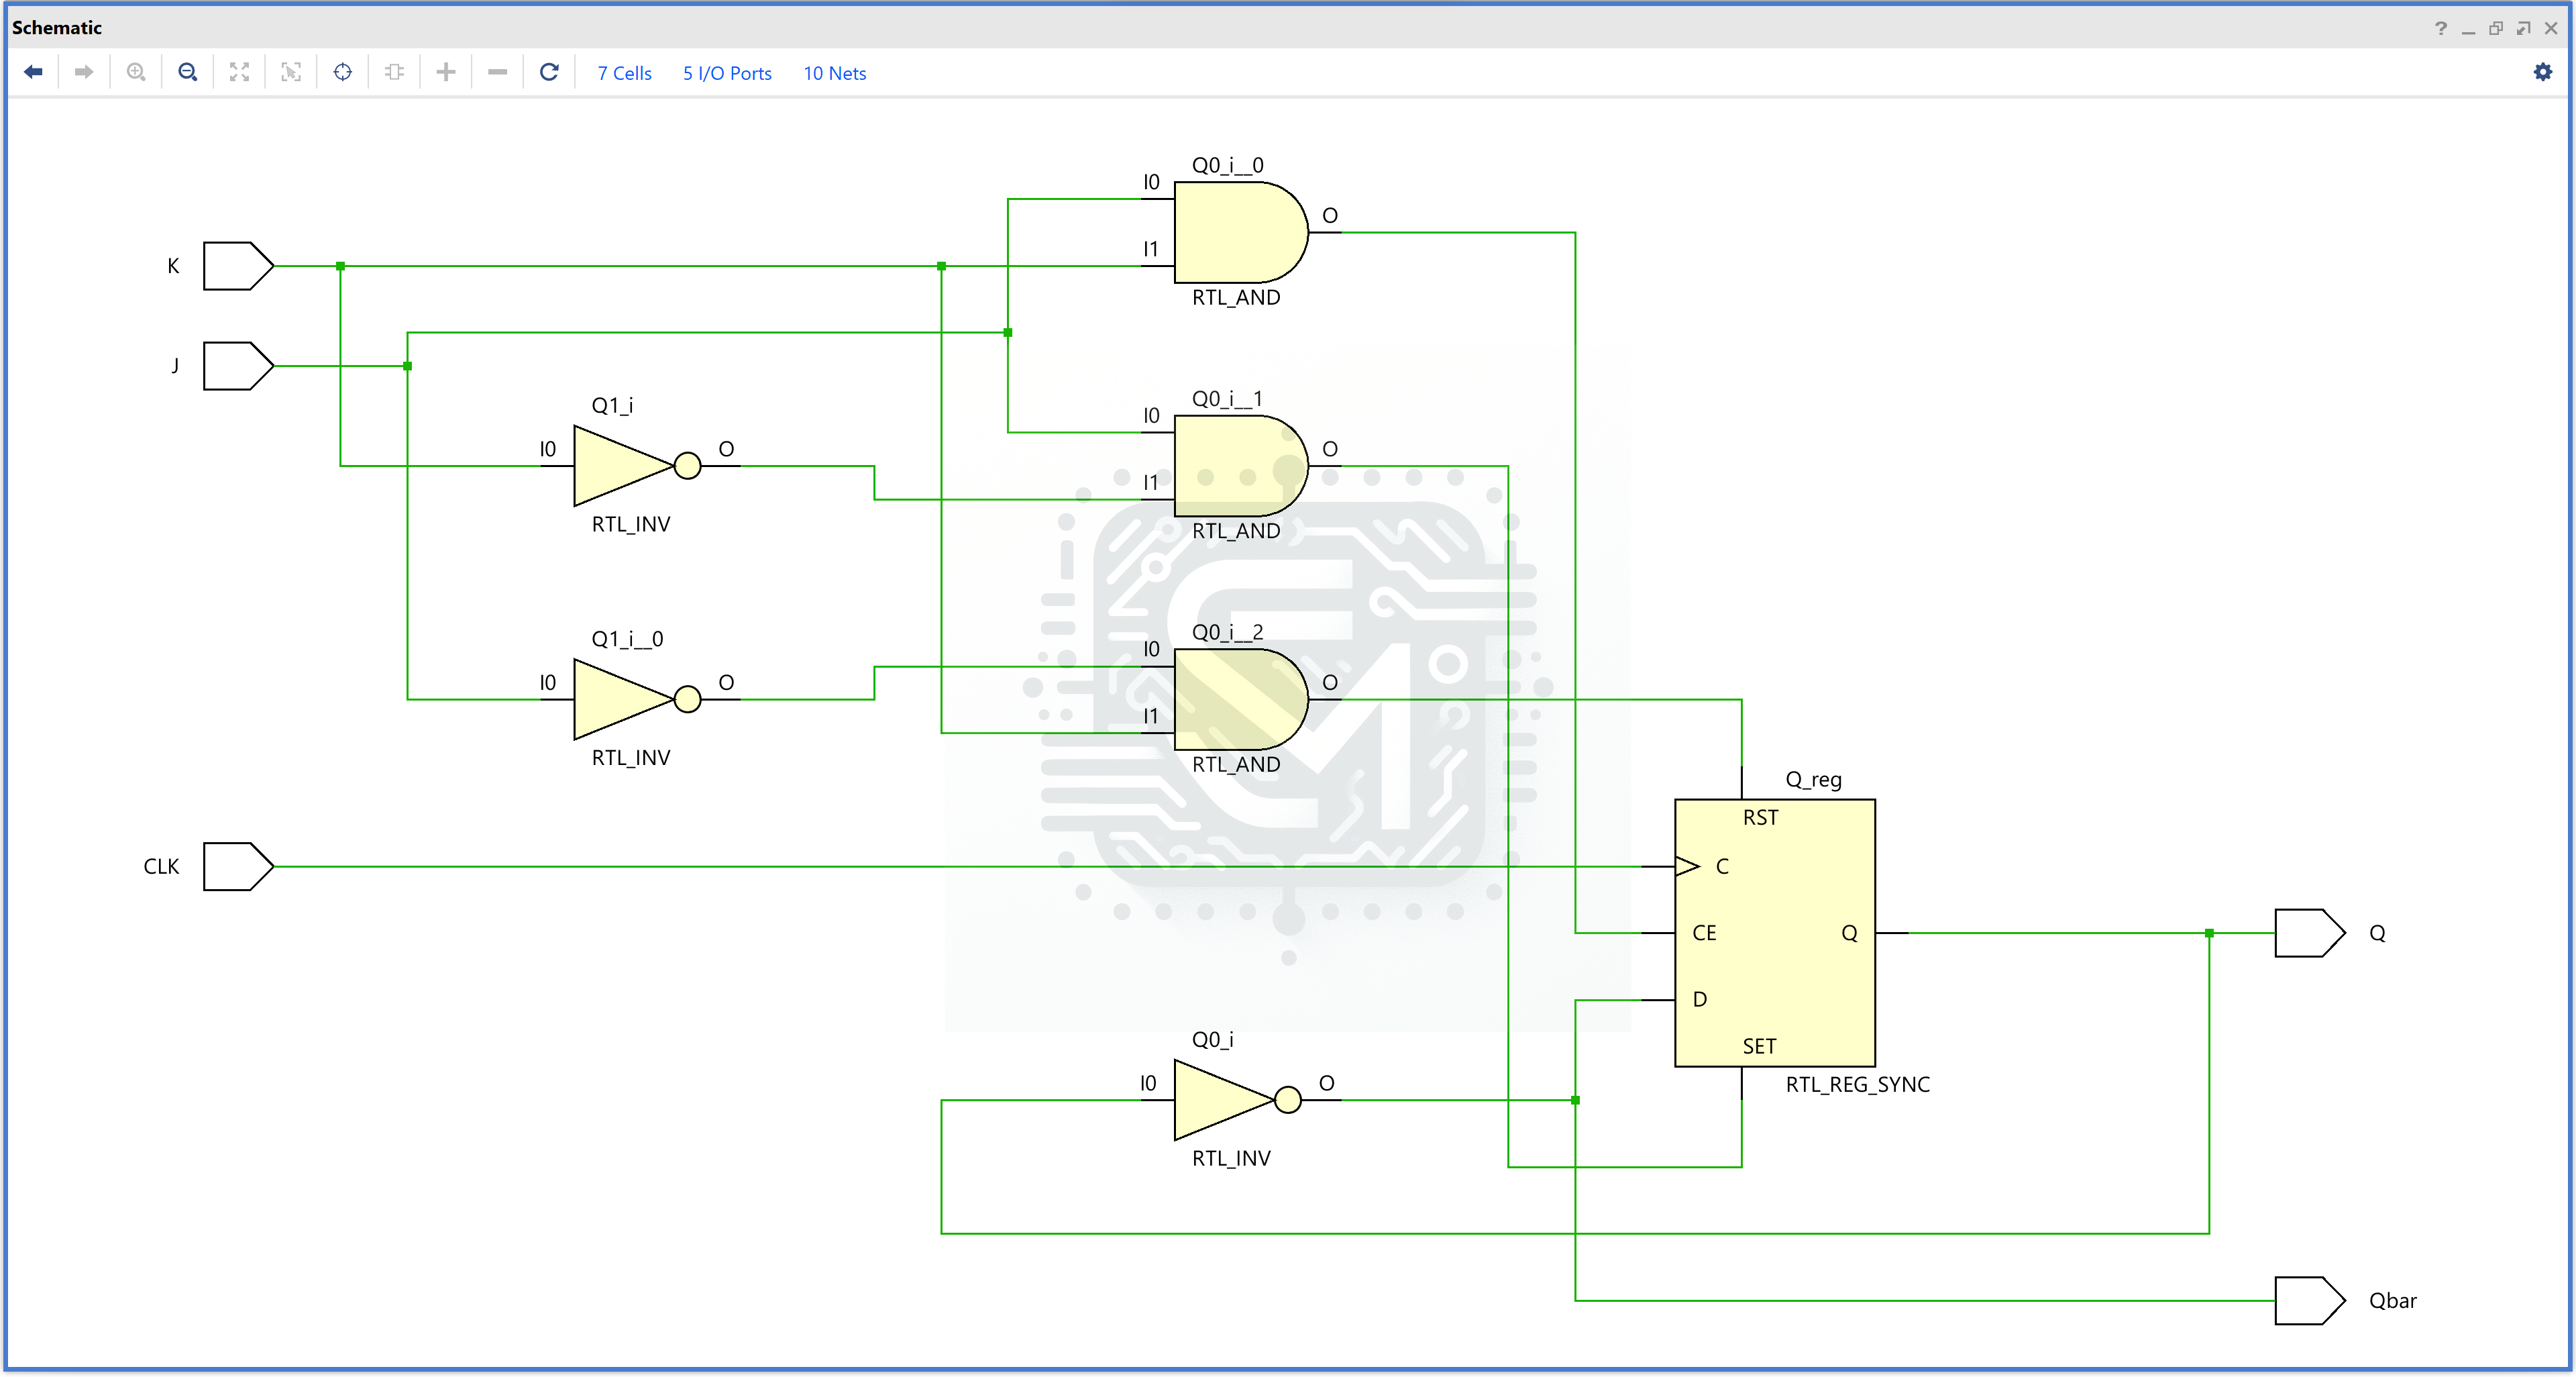 Schematic
7 Cells 5 I/O Ports 10 Nets
Q0_i__0
I0
O
I1
K
RTL_AND
J
Q0_i__1
Q1_i
I0
I0 O
O
I1
RTL_INV
RTL_AND
Q0_i__2
Q1_i__0
I0
I0 O
O
I1
RTL_INV
RTL_AND
Q_reg
RST
CLK
C
CE Q
Q
D
Q0_i
SET
I0 O
RTL_REG_SYNC
RTL_INV
Qbar